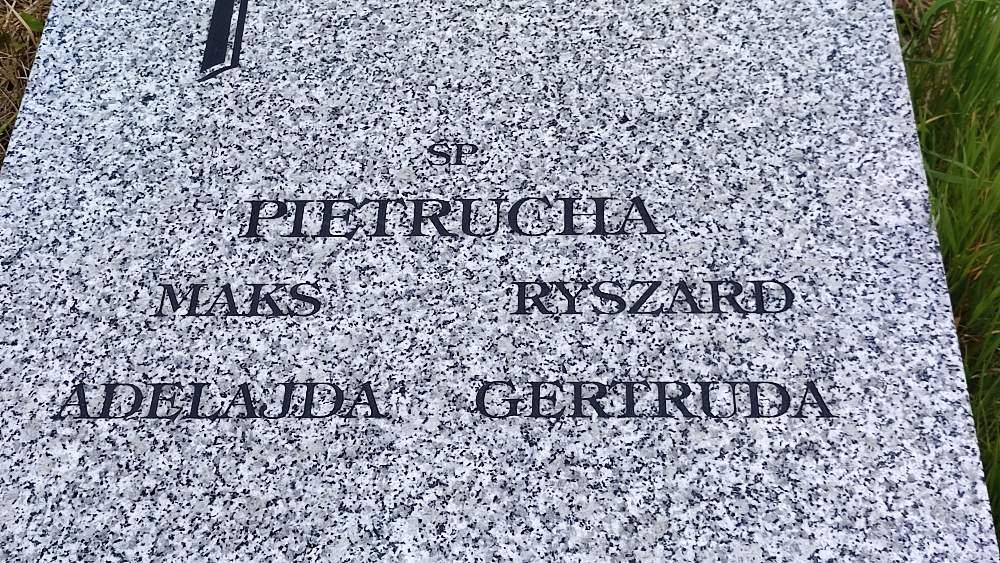 SP.
PIETRUCHA
MAKS RYSZARD
ADELAJDA GERTRUDA